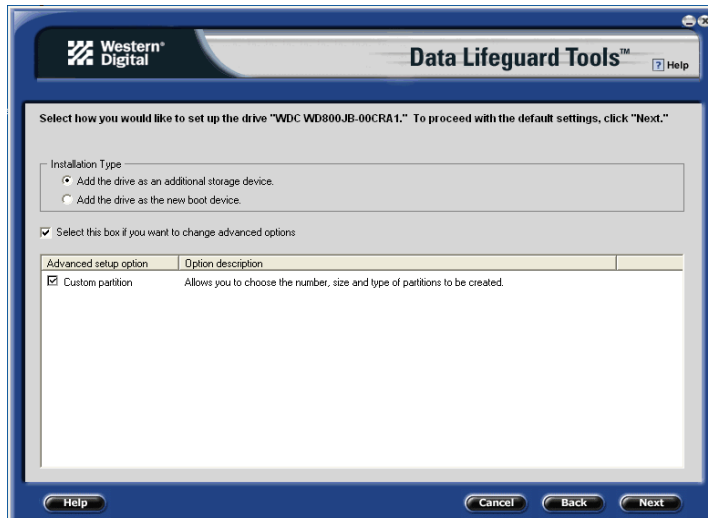 Western®
Digital
Data Lifeguard Tools™
? Help
Select how you would like to set up the drive "WDC WD800JB-00CRA1." To proceed with the default settings, click "Next."
Installation Type
Add the drive as an additional storage device.
Add the drive as the new boot device.
Select this box if you want to change advanced options
Advanced setup option Option description
Custom partition Allows you to choose the number, size and type of partitions to be created.
Help Cancel Back Next